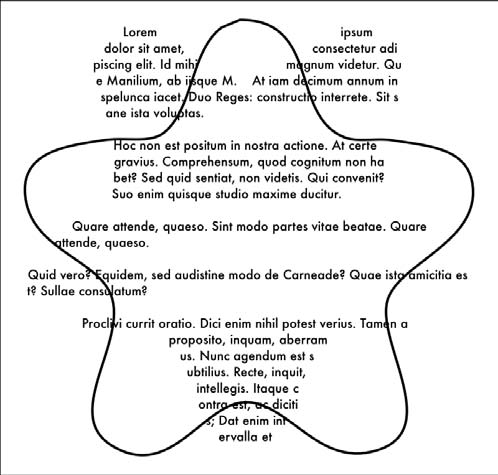 Lorem ipsum
dolor sit amet, consectetur adi
piscing elit. Id mihi magnum videtur. Qu
e Manilium, ab iisque M. At iam decimum annum in
spelunca iacet. Duo Reges: constructio interrete. Sit s
ane ista voluptas.
Hoc non est positum in nostra actione. At certe
gravius. Comprehensum, quod cognitum non ha
bet? Sed quid sentiat, non videtis. Qui convenit?
Suo enim quisque studio maxime ducitur.
Quare attende, quaeso. Sint modo partes vitae beatae. Quare
attende, quaeso.
Quid vero? Equidem, sed audistine modo de Carneade? Quae ista amicitia es
t? Sullae consulatum?
Proclivi currit oratio. Dici enim nihil potest verius. Tamen a
proposito, inquam, aberram
us. Nunc agendum est s
ubtilius. Recte, inquit,
intellegis. Itaque c
ontra est, ac diciti
s; Dat enim int
ervalla et